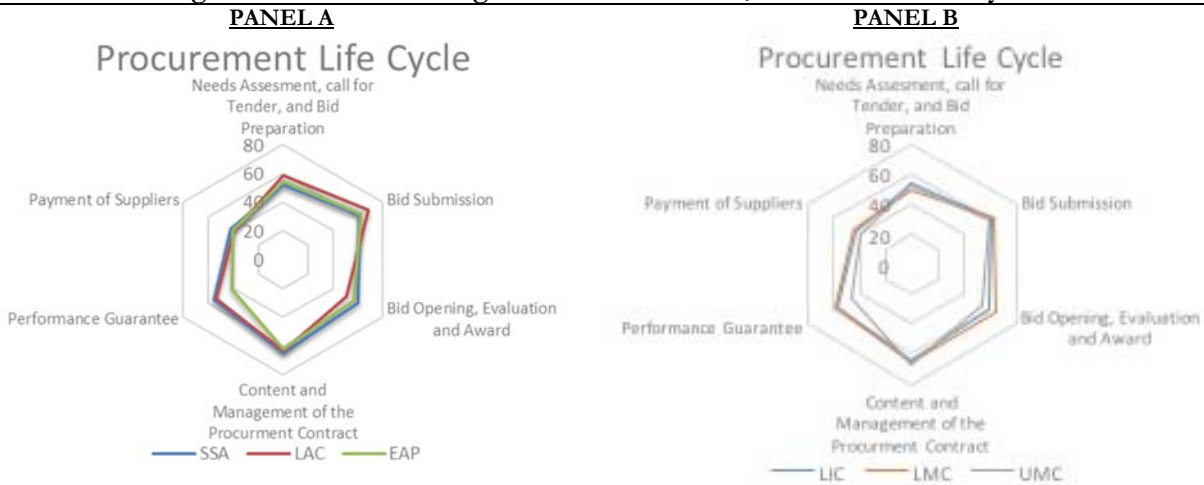 PANEL A
Procurement Life Cycle
Needs Assesment, call for
Tender, and Bid
Preparation
80
60
40
20
0
Payment of Suppliers
Bid Submission
Performance Guarantee
Bid Opening, Evaluation
and Award
Content and
Management of the
Procurment Contract
SSA LAC EAP
PANEL B
Procurement Life Cycle
Needs Assesment, call for
Tender, and Bid
Preparation
80
60
40
20
0
Payment of Suppliers
Bid Submission
Performance Guarantee
Bid Opening, Evaluation
and Award
Content and
Management of the
Procurment Contract
LIC LMC UMC